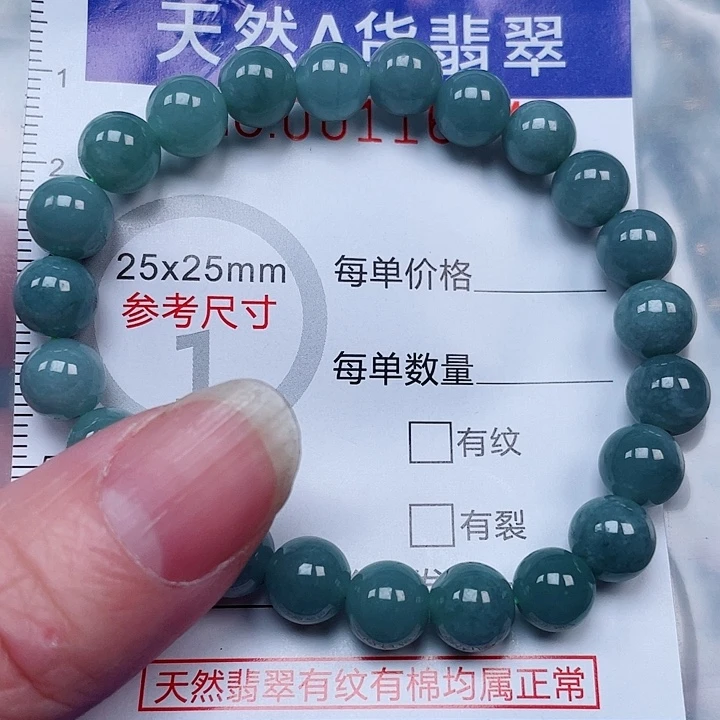 天然A货翡翠
1
2
25x25mm
参考尺寸
1
每单价格
每单数量
有纹
有裂
天然翡翠有纹有棉均属正常